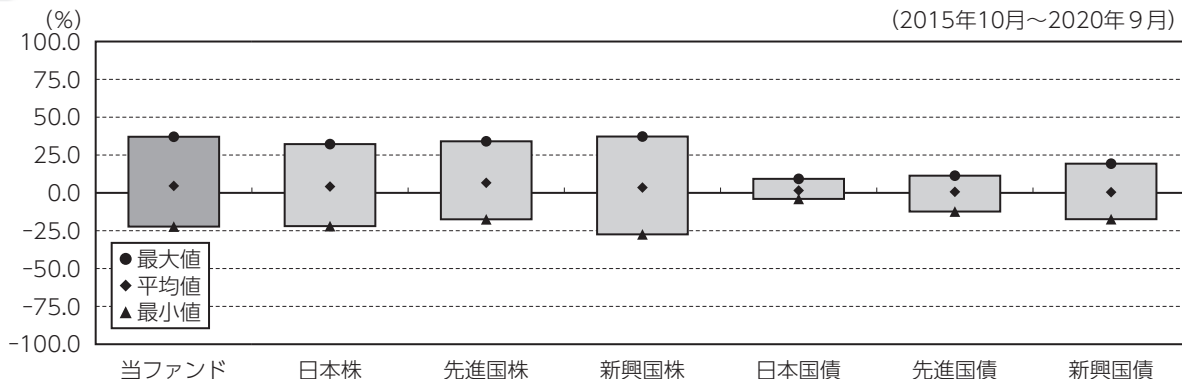 (%)
(2015年10月～2020年９月)
100.0
75.0
50.0
25.0
0.0
-25.0
-50.0
-75.0
-100.0
●最大値
◆平均値
▲最小値
当ファンド 日本株 先進国株 新興国株 日本国債 先進国債 新興国債